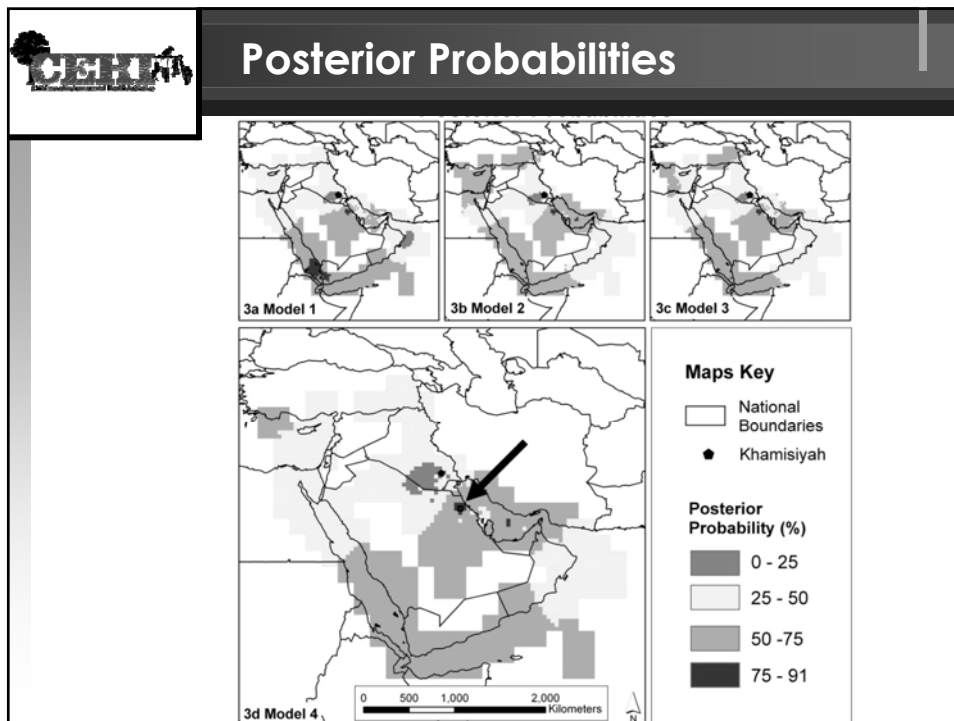 CEHI
Posterior Probabilities
3a Model 1
3b Model 2
3c Model 3
3d Model 4
0 500 1,000 2,000
Kilometers
N
Maps Key
National
Boundaries
Khamisiyah
Posterior
Probability (%)
0 - 25
25 - 50
50 -75
75 - 91